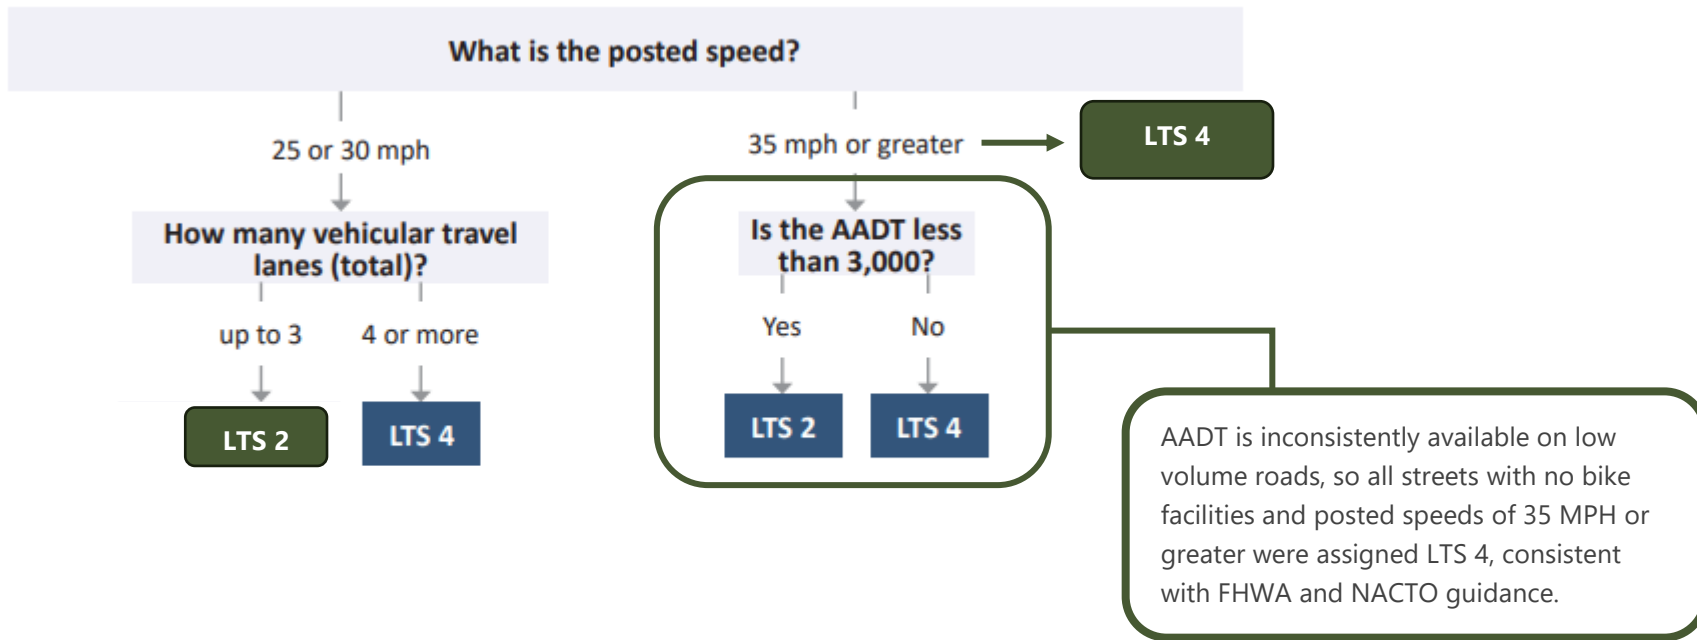 What is the posted speed?
25 or 30 mph
35 mph or greater
LTS 4
How many vehicular travel
lanes (total)?
Is the AADT less
than 3,000?
up to 3
4 or more
Yes
No
LTS 2
LTS 4
LTS 2
LTS 4
AADT is inconsistently available on low
volume roads, so all streets with no bike
facilities and posted speeds of 35 MPH or
greater were assigned LTS 4, consistent
with FHWA and NACTO guidance.